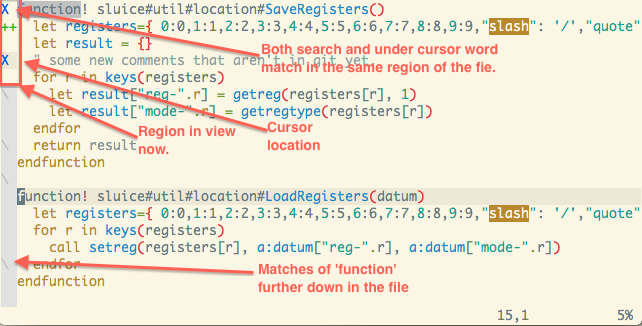 X function! sluice#util#location#SaveRegisters()
++ let registers={ 0:0,1:1,2:2,3:3,4:4,5:5,6:6,7:7,8:8,9:9,"slash": '/',"quote"
let result = {}
Both search and under cursor word
match in the same region of the fie.
X " some new comments that aren't in git yet
for r in keys(registers)
\ let result["reg-".r] = getreg(registers[r], 1)
let result["mode-".r] = getregtype(registers[r])
endfor
Region in view
now.
Cursor
location
\ return result
endfunction
\
function! sluice#util#location#LoadRegisters(datum)
let registers={ 0:0,1:1,2:2,3:3,4:4,5:5,6:6,7:7,8:8,9:9,"slash": '/',"quote"
for r in keys(registers)
call setreg(registers[r], a:datum["reg-".r], a:datum["mode-".r])
\ endfor
endfunction
Matches of 'function'
further down in the file
15,1 5%